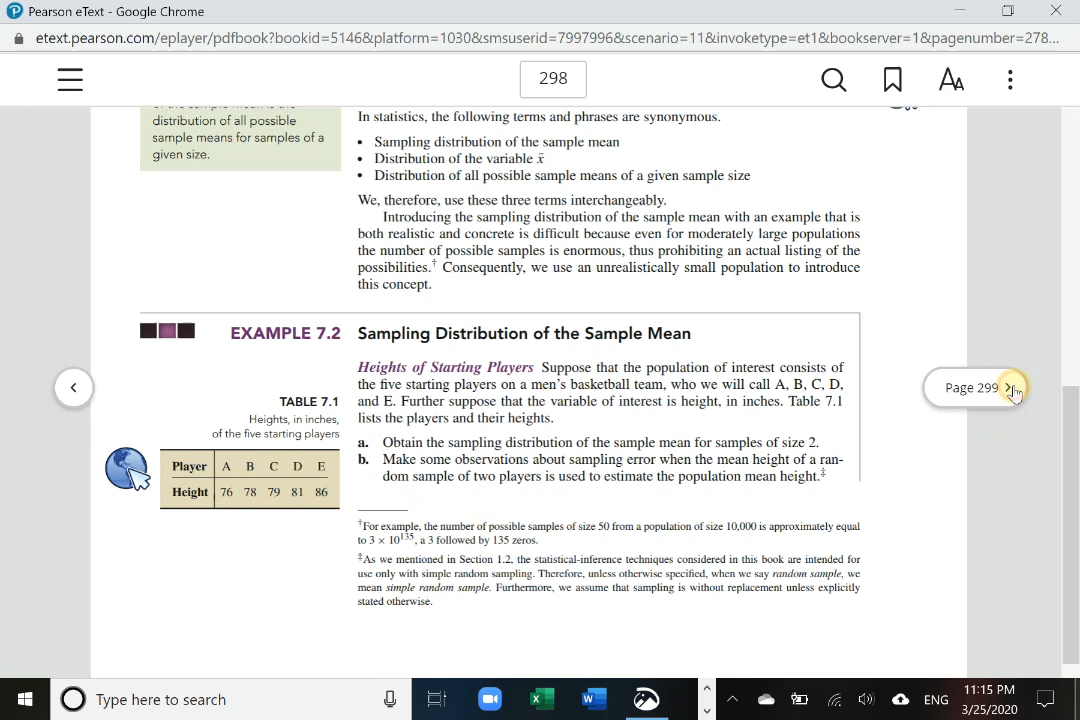 Pearson eText - Google Chrome
etext.pearson.com/eplayer/pdfbook?bookid=5146&platform=1030&smsuserid=7997996&scenario=11&invoketype=et1&bookserver=1&pagenumber=278...
298
distribution of all possible
sample means for samples of a
given size.
In statistics, the following terms and phrases are synonymous.
• Sampling distribution of the sample mean
• Distribution of the variable x̄
• Distribution of all possible sample means of a given sample size
We, therefore, use these three terms interchangeably.
Introducing the sampling distribution of the sample mean with an example that is
both realistic and concrete is difficult because even for moderately large populations
the number of possible samples is enormous, thus prohibiting an actual listing of the
possibilities.† Consequently, we use an unrealistically small population to introduce
this concept.
EXAMPLE 7.2 Sampling Distribution of the Sample Mean
Heights of Starting Players Suppose that the population of interest consists of
the five starting players on a men's basketball team, who we will call A, B, C, D,
and E. Further suppose that the variable of interest is height, in inches. Table 7.1
lists the players and their heights.
a. Obtain the sampling distribution of the sample mean for samples of size 2.
b. Make some observations about sampling error when the mean height of a ran-
dom sample of two players is used to estimate the population mean height.‡
TABLE 7.1
Heights, in inches,
of the five starting players
Player A B C D E
Height 76 78 79 81 86
†For example, the number of possible samples of size 50 from a population of size 10,000 is approximately equal
to 3 × 10¹³⁵, a 3 followed by 135 zeros.
‡As we mentioned in Section 1.2, the statistical-inference techniques considered in this book are intended for
use only with simple random sampling. Therefore, unless otherwise specified, when we say random sample, we
mean simple random sample. Furthermore, we assume that sampling is without replacement unless explicitly
stated otherwise.
Page 299
Type here to search
ENG
11:15 PM
3/25/2020